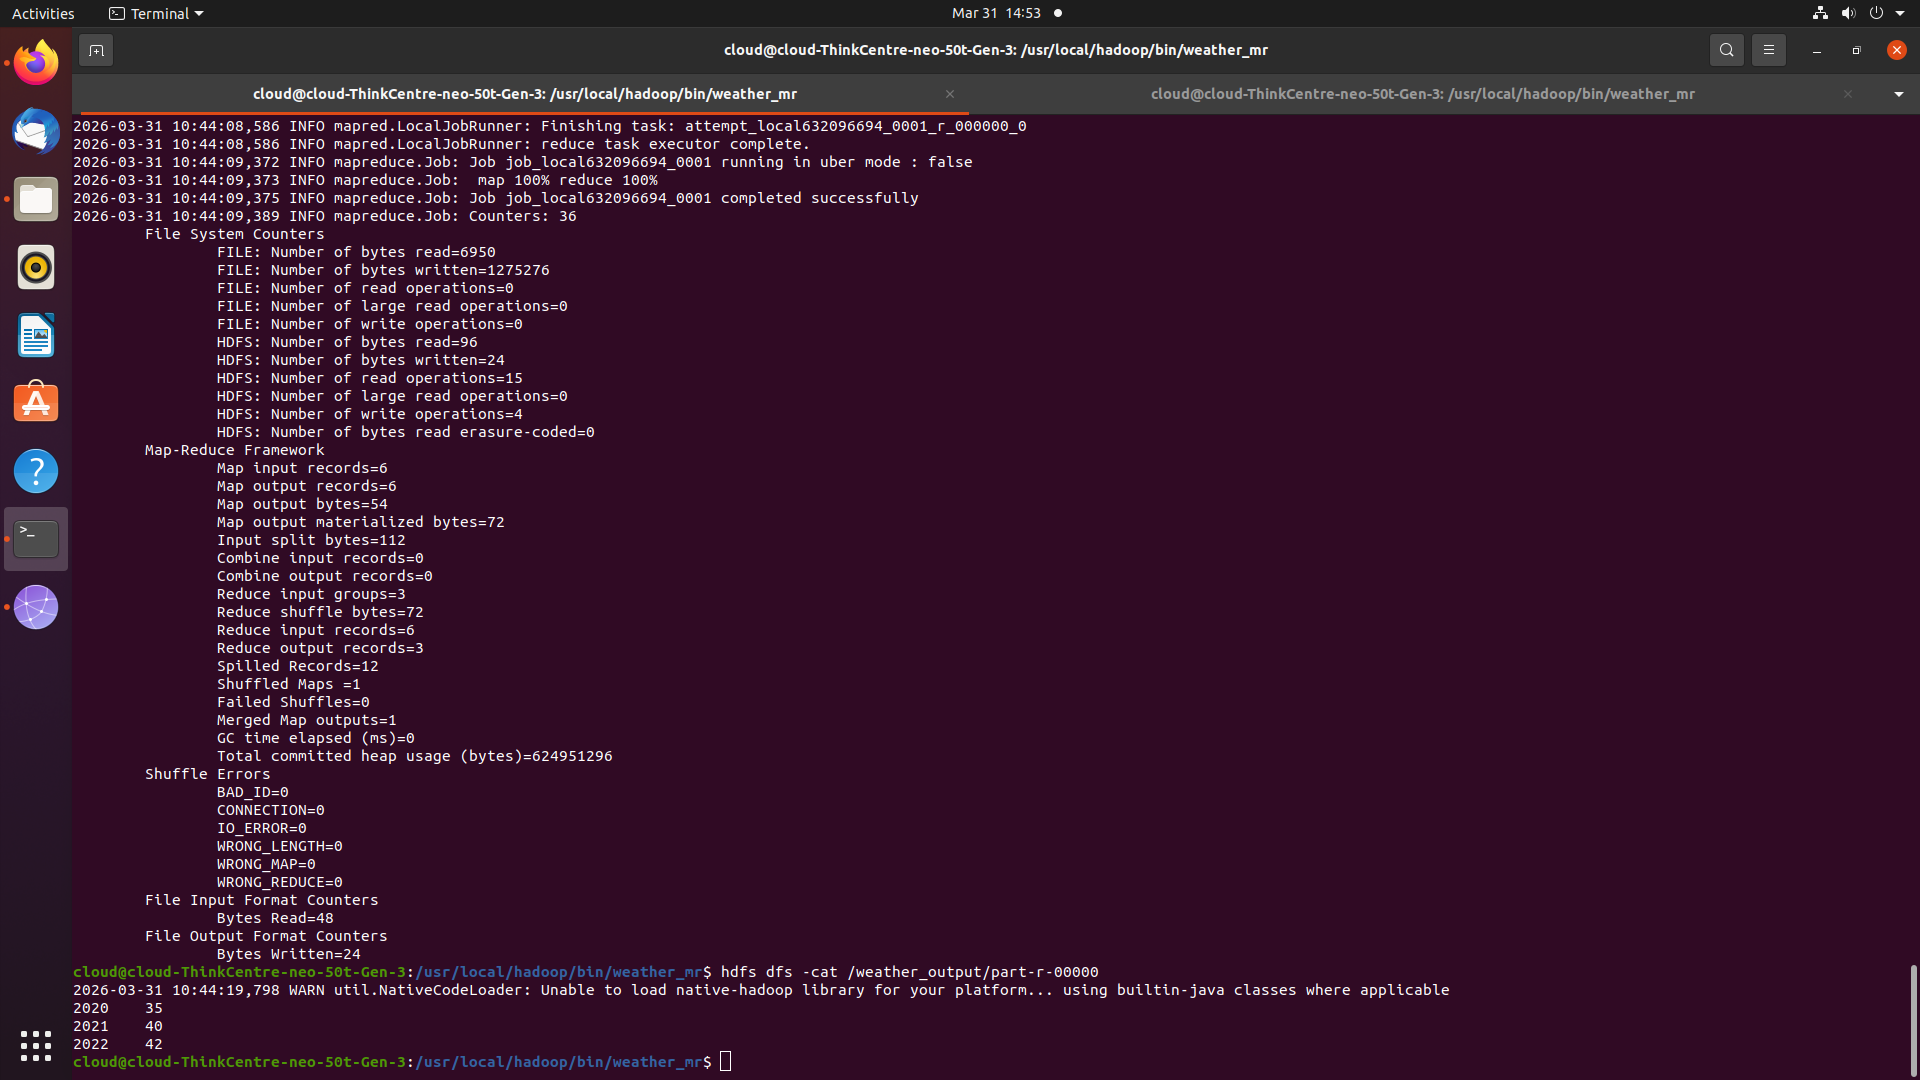 Activities
Terminal
Mar 31 14:53
cloud@cloud-ThinkCentre-neo-50t-Gen-3: /usr/local/hadoop/bin/weather_mr
cloud@cloud-ThinkCentre-neo-50t-Gen-3: /usr/local/hadoop/bin/weather_mr
cloud@cloud-ThinkCentre-neo-50t-Gen-3: /usr/local/hadoop/bin/weather_mr
2026-03-31 10:44:08,586 INFO mapred.LocalJobRunner: Finishing task: attempt_local632096694_0001_r_000000_0
2026-03-31 10:44:08,586 INFO mapred.LocalJobRunner: reduce task executor complete.
2026-03-31 10:44:09,372 INFO mapreduce.Job: Job job_local632096694_0001 running in uber mode : false
2026-03-31 10:44:09,373 INFO mapreduce.Job:  map 100% reduce 100%
2026-03-31 10:44:09,375 INFO mapreduce.Job: Job job_local632096694_0001 completed successfully
2026-03-31 10:44:09,389 INFO mapreduce.Job: Counters: 36
File System Counters
FILE: Number of bytes read=6950
FILE: Number of bytes written=1275276
FILE: Number of read operations=0
FILE: Number of large read operations=0
FILE: Number of write operations=0
HDFS: Number of bytes read=96
HDFS: Number of bytes written=24
HDFS: Number of read operations=15
HDFS: Number of large read operations=0
HDFS: Number of write operations=4
HDFS: Number of bytes read erasure-coded=0
Map-Reduce Framework
Map input records=6
Map output records=6
Map output bytes=54
Map output materialized bytes=72
Input split bytes=112
Combine input records=0
Combine output records=0
Reduce input groups=3
Reduce shuffle bytes=72
Reduce input records=6
Reduce output records=3
Spilled Records=12
Shuffled Maps =1
Failed Shuffles=0
Merged Map outputs=1
GC time elapsed (ms)=0
Total committed heap usage (bytes)=624951296
Shuffle Errors
BAD_ID=0
CONNECTION=0
IO_ERROR=0
WRONG_LENGTH=0
WRONG_MAP=0
WRONG_REDUCE=0
File Input Format Counters
Bytes Read=48
File Output Format Counters
Bytes Written=24
cloud@cloud-ThinkCentre-neo-50t-Gen-3:/usr/local/hadoop/bin/weather_mr$ hdfs dfs -cat /weather_output/part-r-00000
2026-03-31 10:44:19,798 WARN util.NativeCodeLoader: Unable to load native-hadoop library for your platform... using builtin-java classes where applicable
2020    35
2021    40
2022    42
cloud@cloud-ThinkCentre-neo-50t-Gen-3:/usr/local/hadoop/bin/weather_mr$